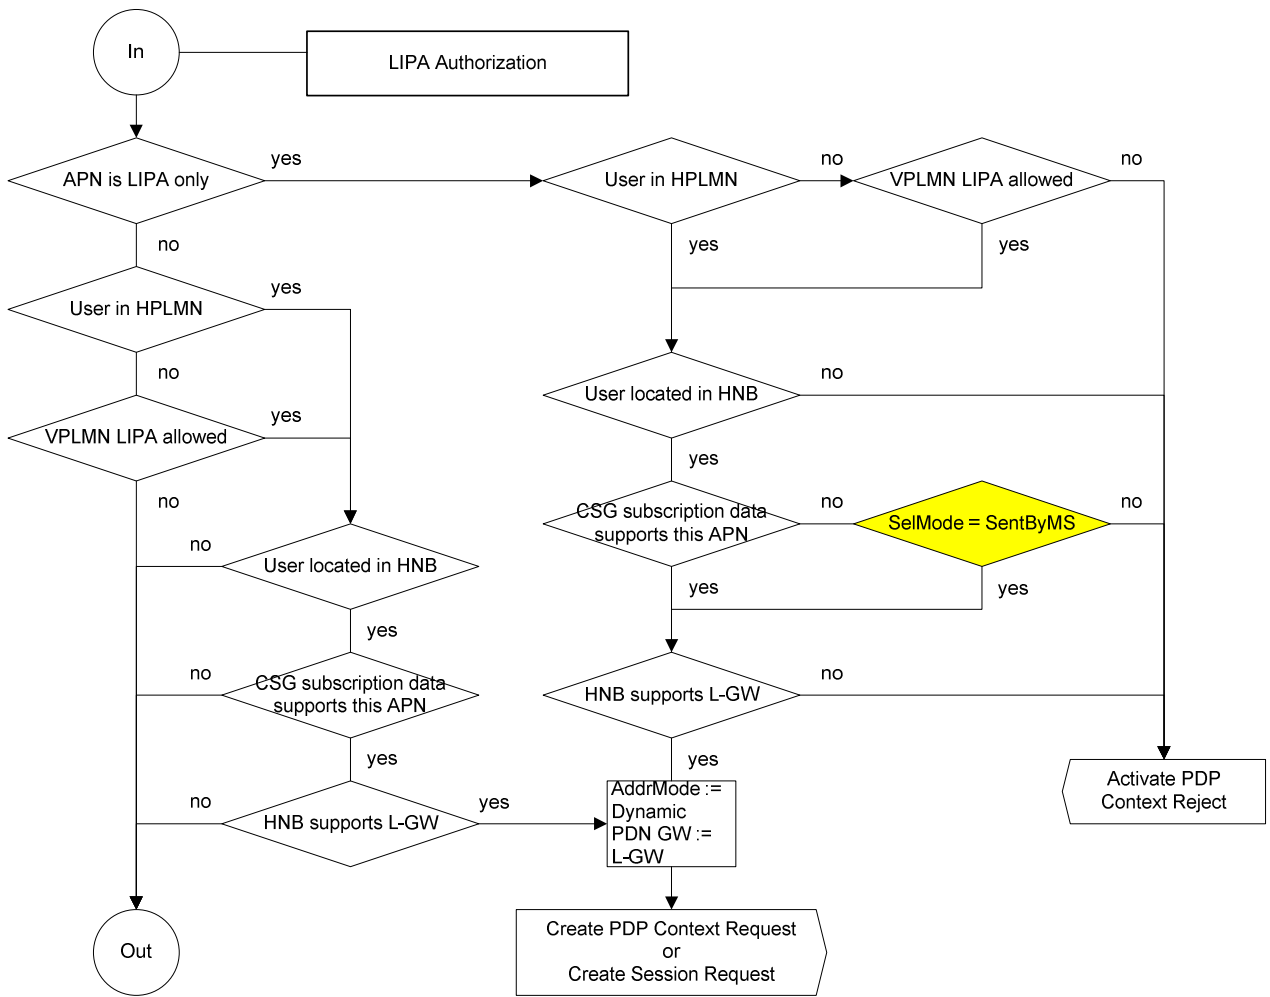 In
LIPA Authorization
APN is LIPA only
yes
User in HPLMN
no
VPLMN LIPA allowed
no
no
yes
yes
User in HPLMN
yes
no
User located in HNB
no
VPLMN LIPA allowed
yes
yes
no
CSG subscription data
supports this APN
no
SelMode = SentByMS
no
no
User located in HNB
yes
yes
yes
no
CSG subscription data
supports this APN
HNB supports L-GW
no
yes
yes
no
HNB supports L-GW
yes
AddrMode :=
Dynamic
PDN GW :=
L-GW
Activate PDP
Context Reject
Out
Create PDP Context Request
or
Create Session Request